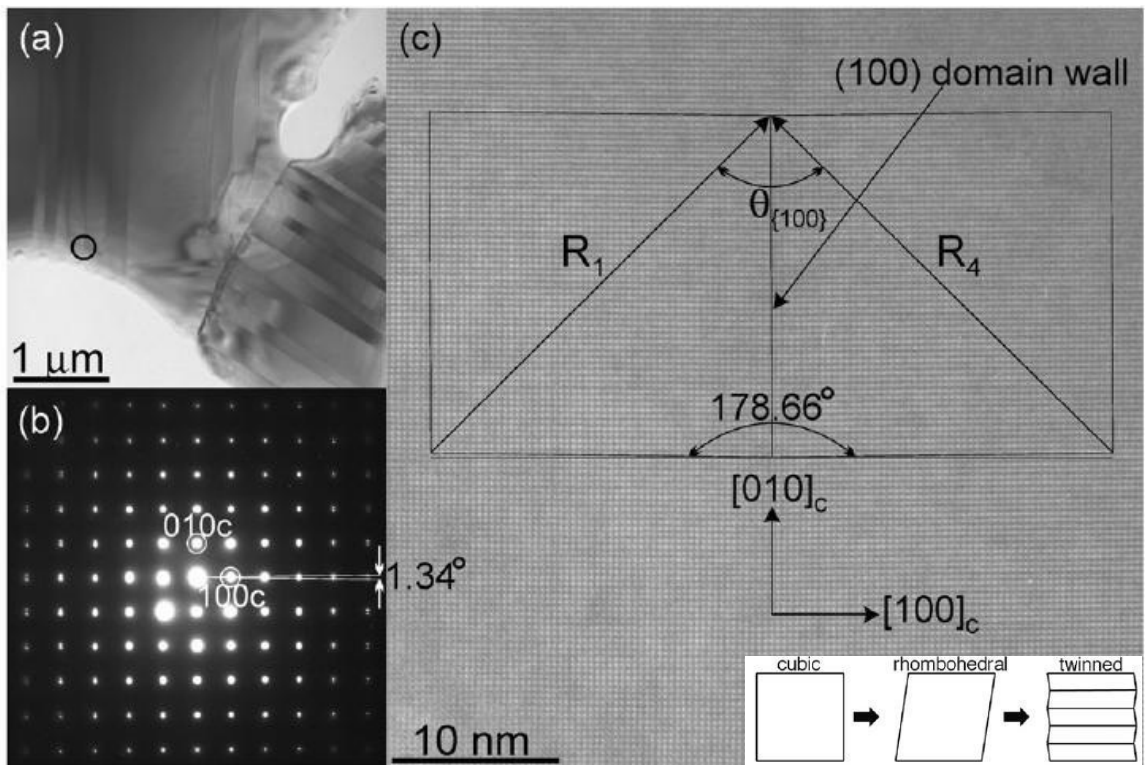 (a)
1 μm
(b)
010c
100c
1.34°
(c)
(100) domain wall
θ{100}
R1
R4
178.66°
[010]c
[100]c
10 nm
cubic
rhombohedral
twinned